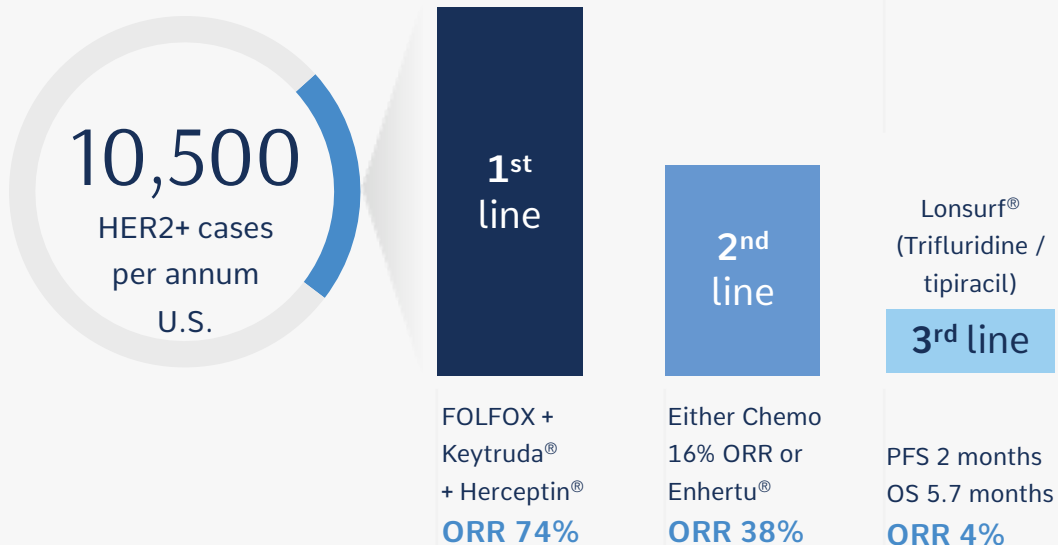 10,500
HER2+ cases
per annum
U.S.
1st
line
FOLFOX +
Keytruda®
+ Herceptin®
ORR 74%
2nd
line
Either Chemo
16% ORR or
Enhertu®
ORR 38%
Lonsurf®
(Trifluridine /
tipiracil)
3rd line
PFS 2 months
OS 5.7 months
ORR 4%